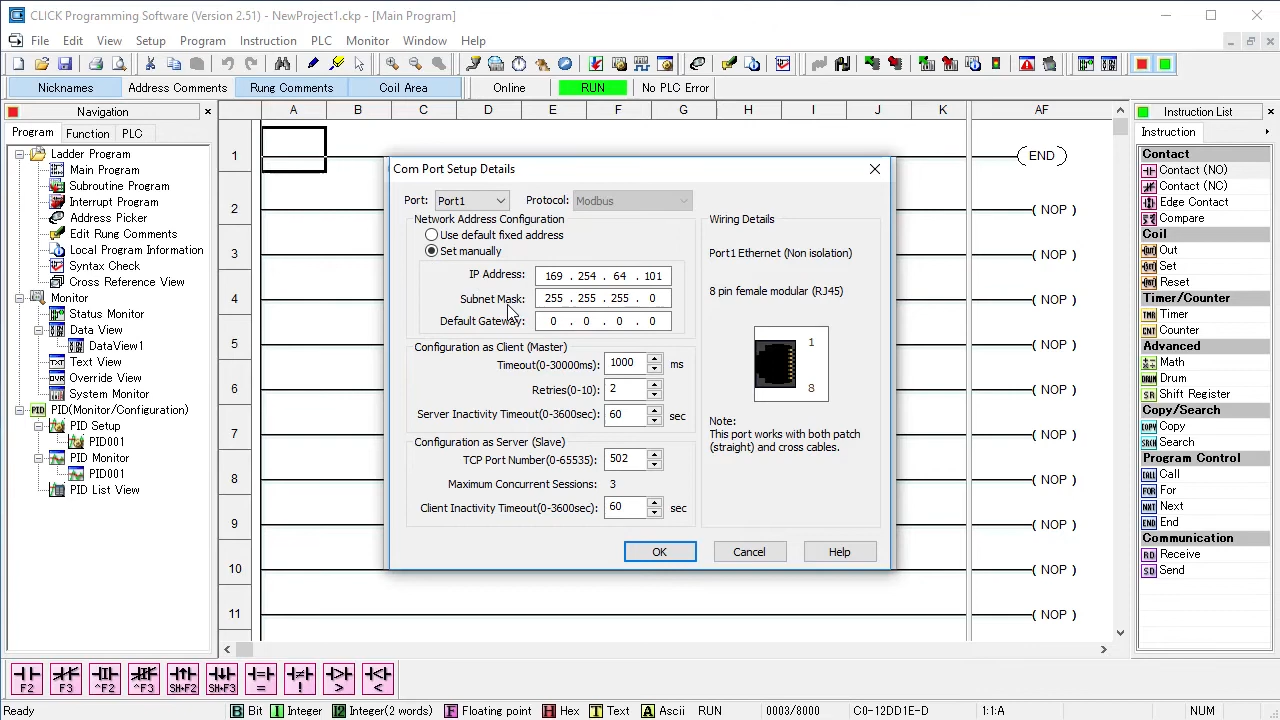 CLICK Programming Software (Version 2.51) - NewProject1.ckp - [Main Program]
File Edit View Setup Program Instruction PLC Monitor Window Help
Nicknames Address Comments Rung Comments Coil Area Online RUN No PLC Error
Navigation
Program Function PLC
Ladder Program
Main Program
Subroutine Program
Interrupt Program
Address Picker
Edit Rung Comments
Local Program Information
Syntax Check
Cross Reference View
Monitor
Status Monitor
Data View
DataView1
Text View
Override View
System Monitor
PID PID(Monitor/Configuration)
PID Setup
PID001
PID Monitor
PID001
PID List View
A B C D E F G H I J K AF
1 END
2 NOP
3 NOP
4 NOP
5 NOP
6 NOP
7 NOP
8 NOP
9 NOP
10 NOP
11 NOP
Com Port Setup Details
Port: Port1 Protocol: Modbus
Network Address Configuration
Use default fixed address
Set manually
IP Address: 169 . 254 . 64 . 101
Subnet Mask: 255 . 255 . 255 . 0
Default Gateway: 0 . 0 . 0 . 0
Configuration as Client (Master)
Timeout(0-30000ms): 1000 ms
Retries(0-10): 2
Server Inactivity Timeout(0-3600sec): 60 sec
Configuration as Server (Slave)
TCP Port Number(0-65535): 502
Maximum Concurrent Sessions: 3
Client Inactivity Timeout(0-3600sec): 60 sec
Wiring Details
Port1 Ethernet (Non isolation)
8 pin female modular (RJ45)
1
8
Note:
This port works with both patch
(straight) and cross cables.
OK Cancel Help
Instruction List
Instruction
Contact
Contact (NO)
Contact (NC)
Edge Contact
Compare
Coil
Out
Set
Reset
Timer/Counter
TMR Timer
CNT Counter
Advanced
Math
DRUM Drum
SR Shift Register
Copy/Search
COPY Copy
SRCH Search
Program Control
CALL Call
FOR For
NXT Next
END End
Communication
RD Receive
SD Send
F2 F3 ^F2 ^F3 SH+F2 SH+F3 = ! > <
Ready B Bit I Integer I2 Integer(2 words) F Floating point H Hex T Text A Ascii RUN 0003/8000 C0-12DD1E-D 1:1:A NUM